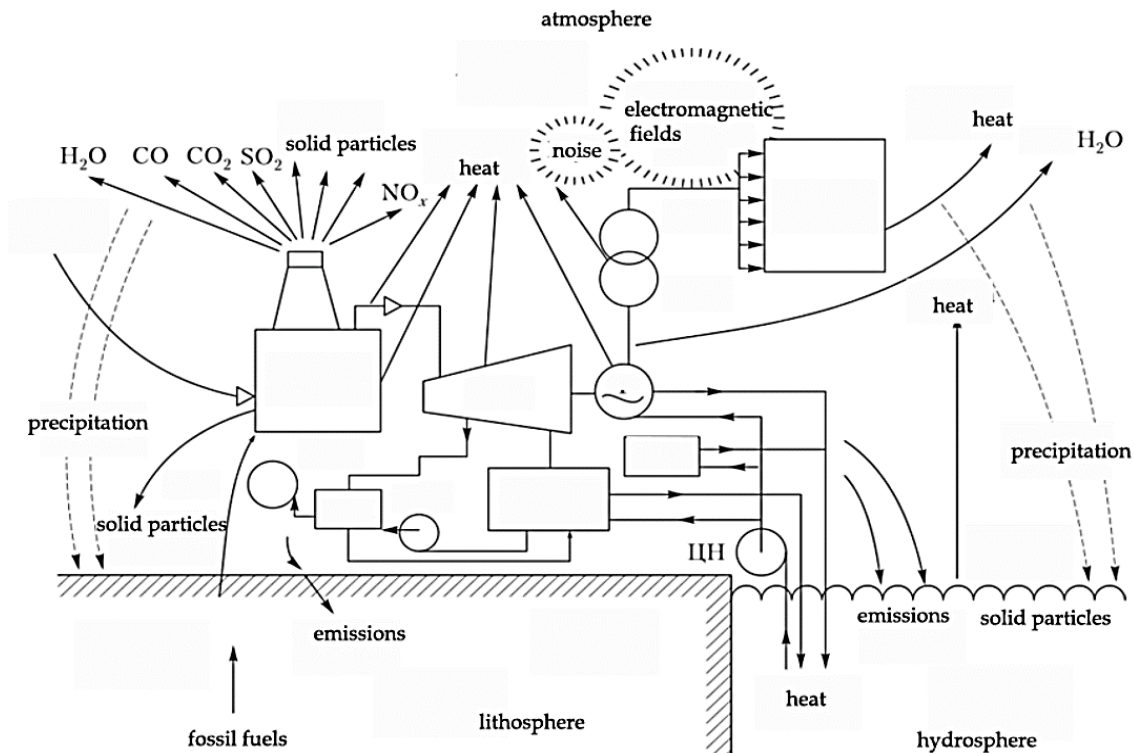 atmosphere
electromagnetic
fields
noise
heat
H₂O
H₂O CO CO₂ SO₂ solid particles
heat
NOₓ
heat
precipitation
precipitation
solid particles
ЦН
emissions
solid particles
emissions
heat
lithosphere
fossil fuels
hydrosphere